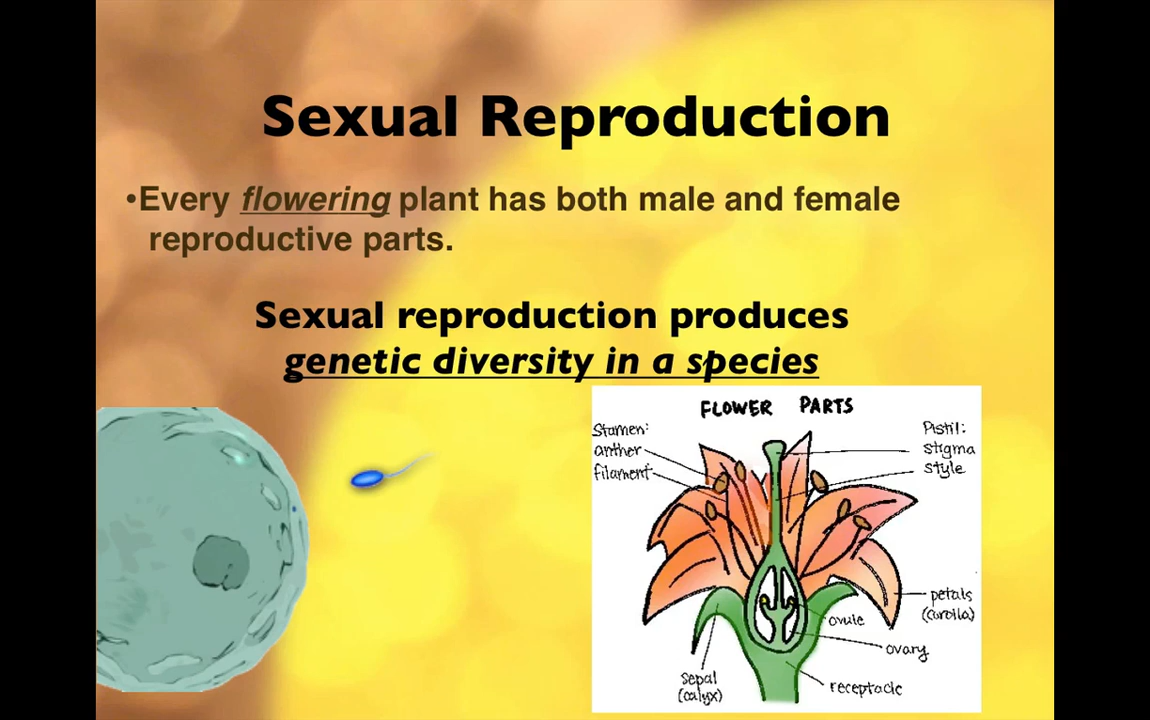 Sexual Reproduction
•Every flowering plant has both male and female
reproductive parts.
Sexual reproduction produces
genetic diversity in a species
FLOWER PARTS
Stamen:
anther
filament
Pistil:
stigma
style
petals
(corolla)
ovule
ovary
sepal
(calyx)
receptacle